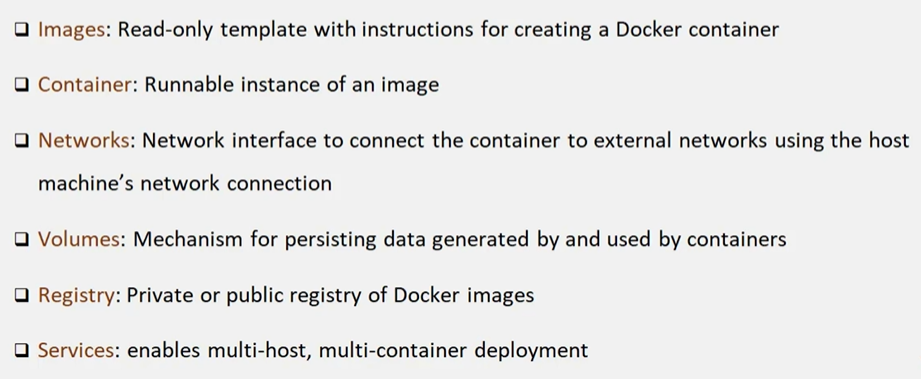 Images: Read-only template with instructions for creating a Docker container
Container: Runnable instance of an image
Networks: Network interface to connect the container to external networks using the host
machine’s network connection
Volumes: Mechanism for persisting data generated by and used by containers
Registry: Private or public registry of Docker images
Services: enables multi-host, multi-container deployment